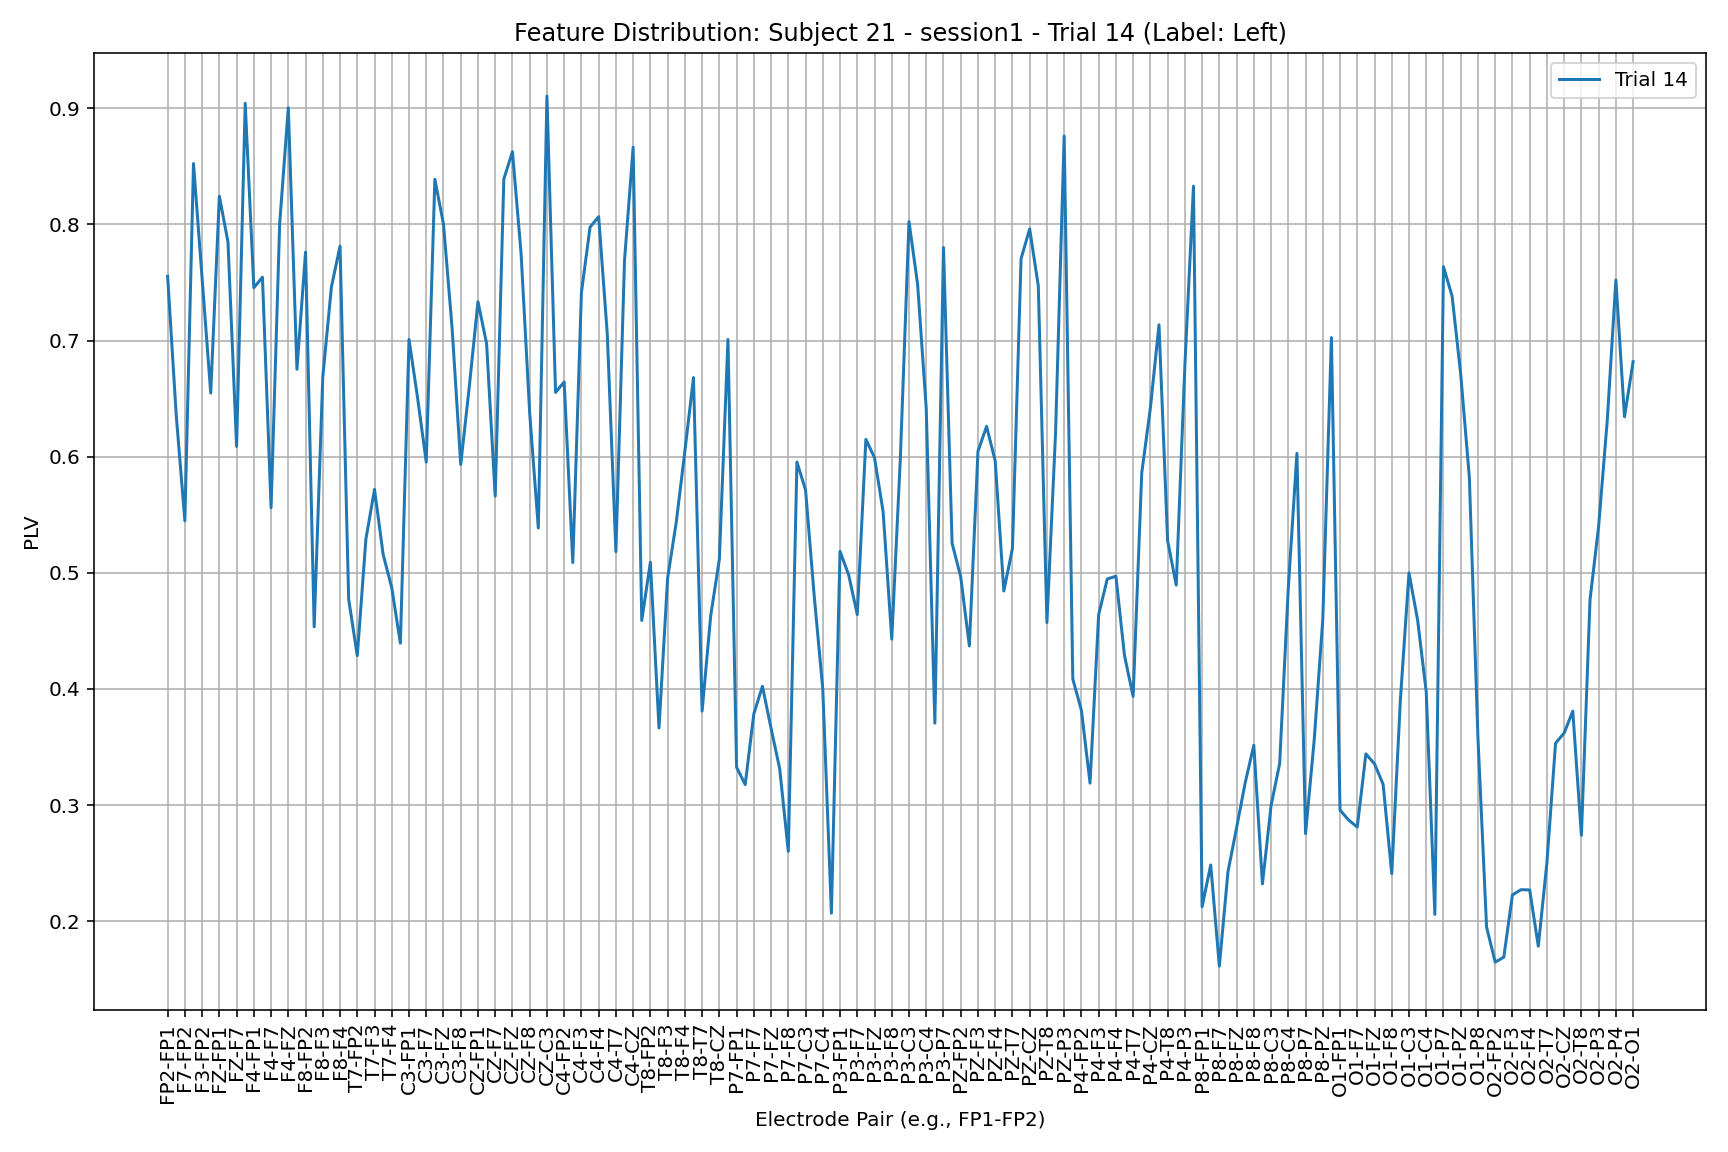 Feature Distribution: Subject 21 - session1 - Trial 14 (Label: Left)
Trial 14
PLV
0.9
0.8
0.7
0.6
0.5
0.4
0.3
0.2
FP2-FP1
F7-FP2
F3-FP2
FZ-FP1
FZ-F7
F4-FP1
F4-F7
F4-FZ
F8-FP2
F8-F3
F8-F4
T7-FP2
T7-F3
T7-F4
C3-FP1
C3-F7
C3-FZ
C3-F8
CZ-FP1
CZ-F7
CZ-FZ
CZ-F8
CZ-C3
C4-FP2
C4-F3
C4-F4
C4-T7
C4-CZ
T8-FP2
T8-F3
T8-F4
T8-T7
T8-CZ
P7-FP1
P7-F7
P7-FZ
P7-F8
P7-C3
P7-C4
P3-FP1
P3-F7
P3-FZ
P3-F8
P3-C3
P3-C4
P3-P7
PZ-FP2
PZ-F3
PZ-F4
PZ-T7
PZ-CZ
PZ-T8
PZ-P3
P4-FP2
P4-F3
P4-F4
P4-T7
P4-CZ
P4-T8
P4-P3
P8-FP1
P8-F7
P8-FZ
P8-F8
P8-C3
P8-C4
P8-P7
P8-PZ
O1-FP1
O1-F7
O1-FZ
O1-F8
O1-C3
O1-C4
O1-P7
O1-PZ
O1-P8
O2-FP2
O2-F3
O2-F4
O2-T7
O2-CZ
O2-T8
O2-P3
O2-P4
O2-O1
Electrode Pair (e.g., FP1-FP2)